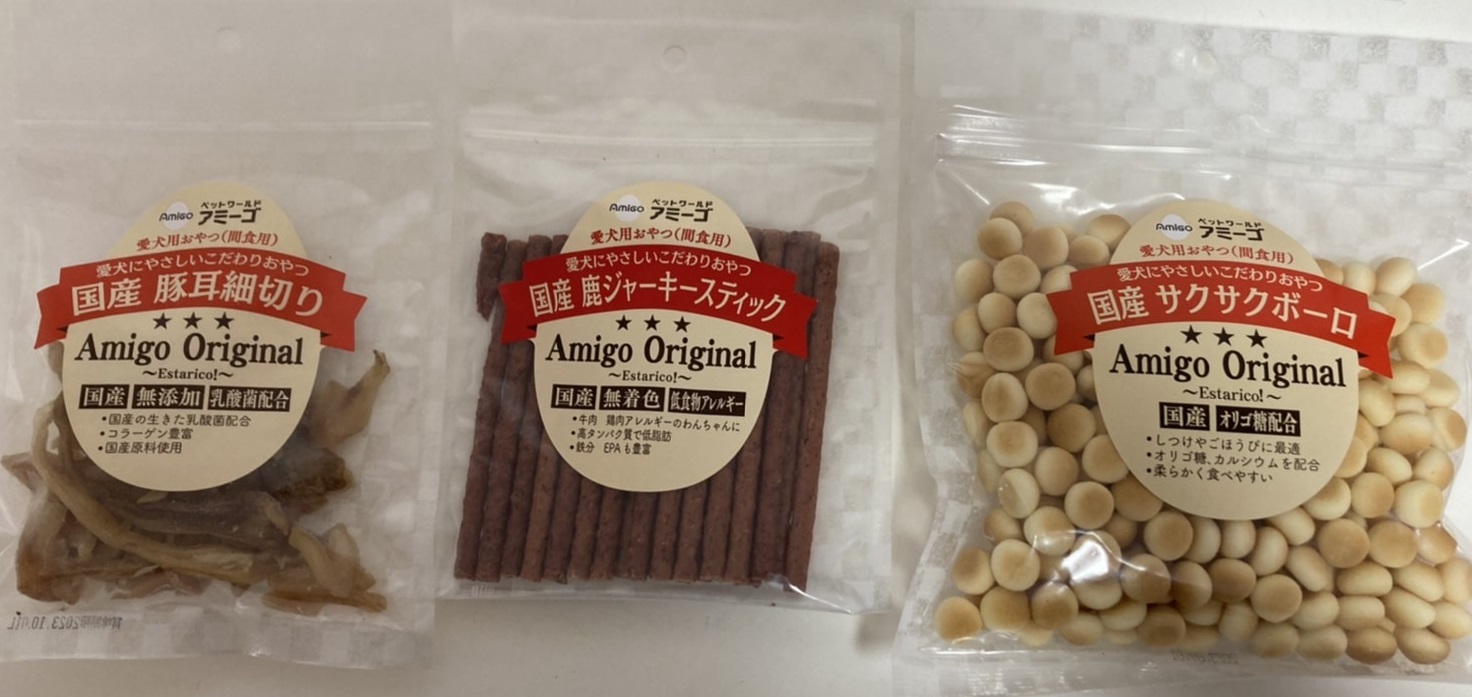 Amigo
ペットワールド
アミーゴ
愛犬用おやつ(間食用)
愛犬にやさしいこだわりおやつ
国産 豚耳細切り
★★★
Amigo Original
～Estarico!～
国産 無添加 乳酸菌配合
•国産の生きた乳酸菌配合
•コラーゲン豊富
•国産原料使用
Amigo
ペットワールド
アミーゴ
愛犬用おやつ(間食用)
愛犬にやさしいこだわりおやつ
国産 鹿ジャーキースティック
★★★
Amigo Original
～Estarico!～
国産 無着色 低食物アレルギー
•牛肉 鶏肉アレルギーのわんちゃんに
•高タンパク質で低脂肪
•鉄分 EPAも豊富
Amigo
ペットワールド
アミーゴ
愛犬用おやつ(間食用)
愛犬にやさしいこだわりおやつ
国産 サクサクボーロ
★★★
Amigo Original
～Estarico!～
国産 オリゴ糖配合
•しつけやごほうびに最適
•オリゴ糖、カルシウムを配合
•柔らかく食べやすい